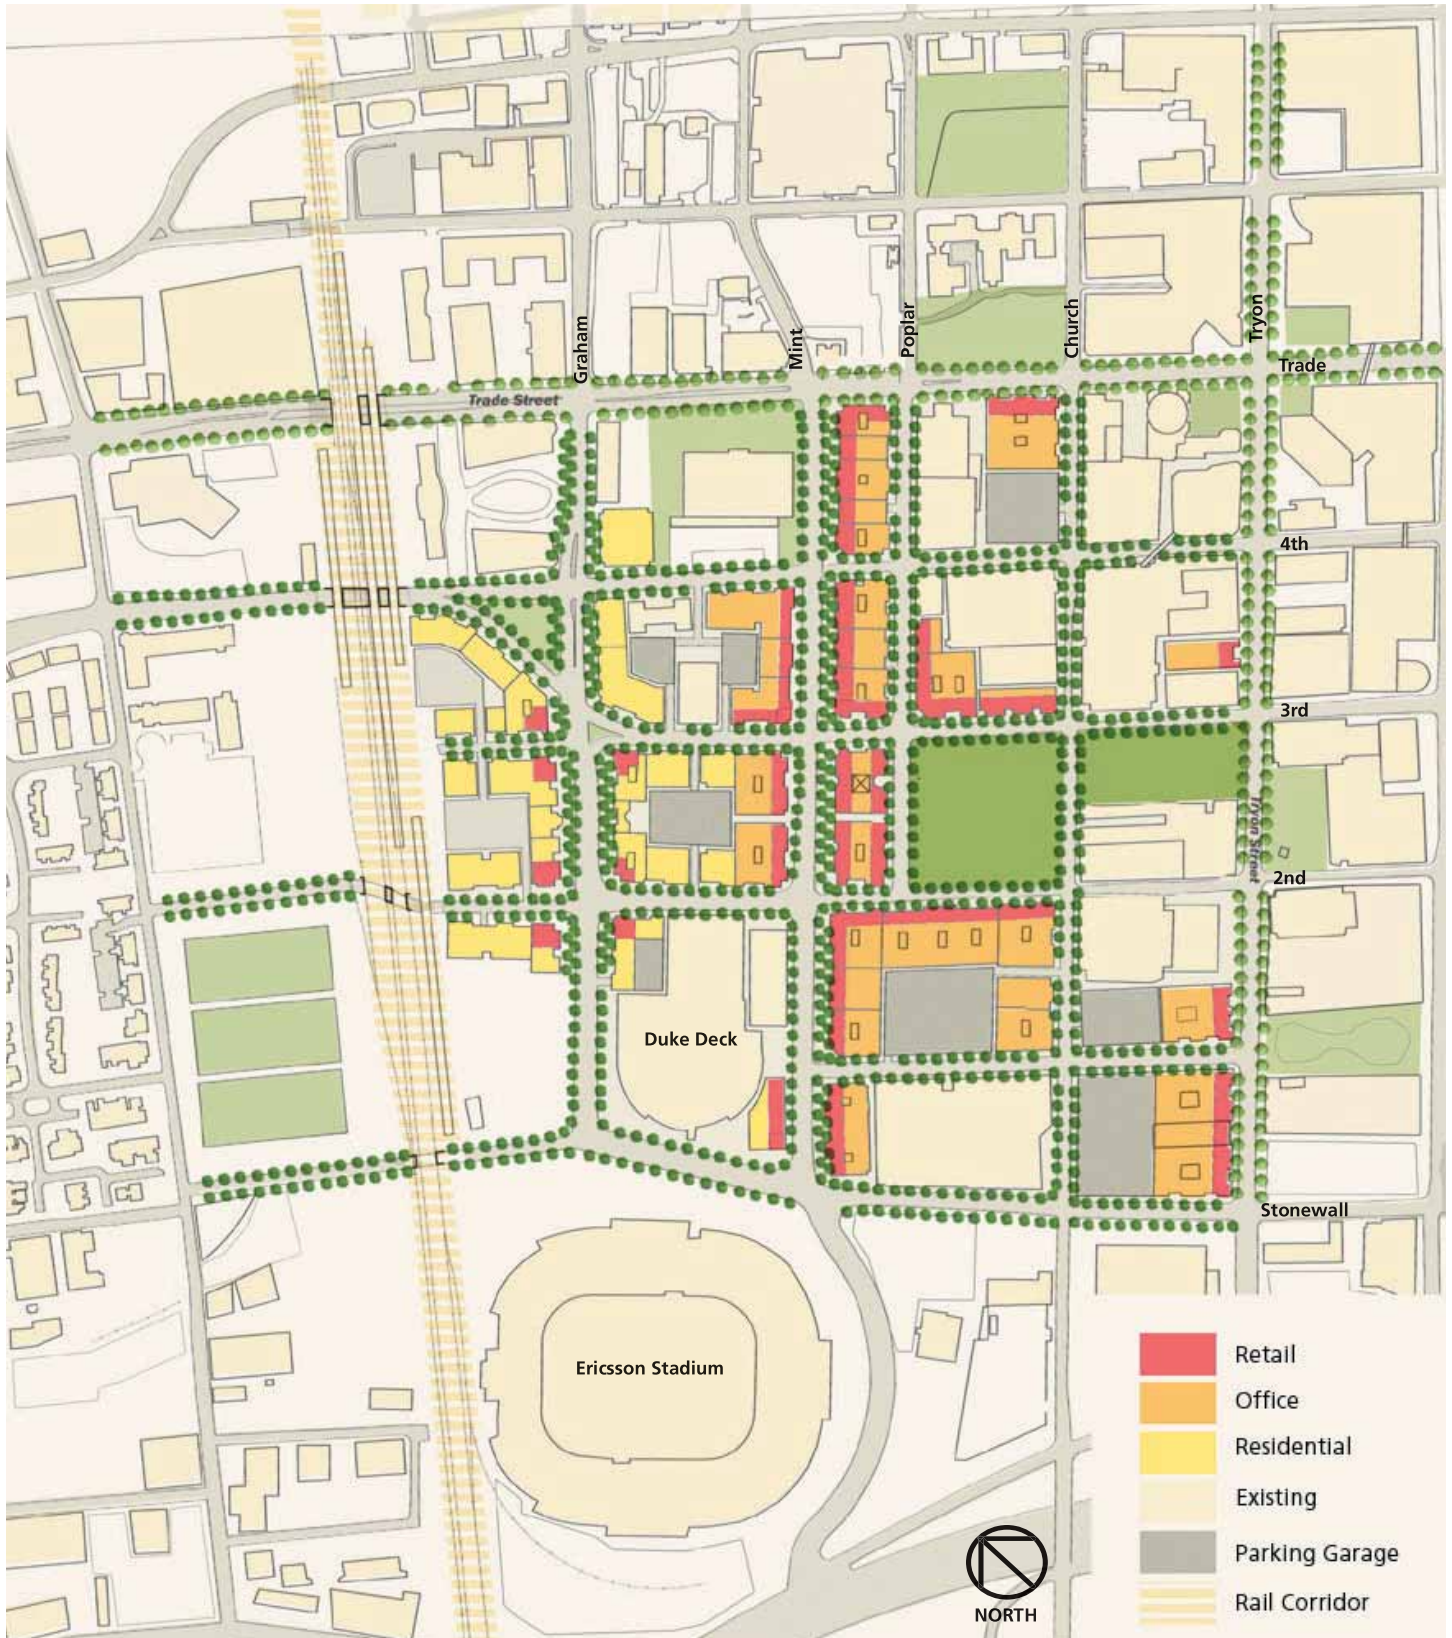 Graham
Mint
Poplar
Church
Tryon
Trade
Trade Street
4th
3rd
Tryon Street
2nd
Duke Deck
Stonewall
Ericsson Stadium
Retail
Office
Residential
Existing
Parking Garage
Rail Corridor
NORTH